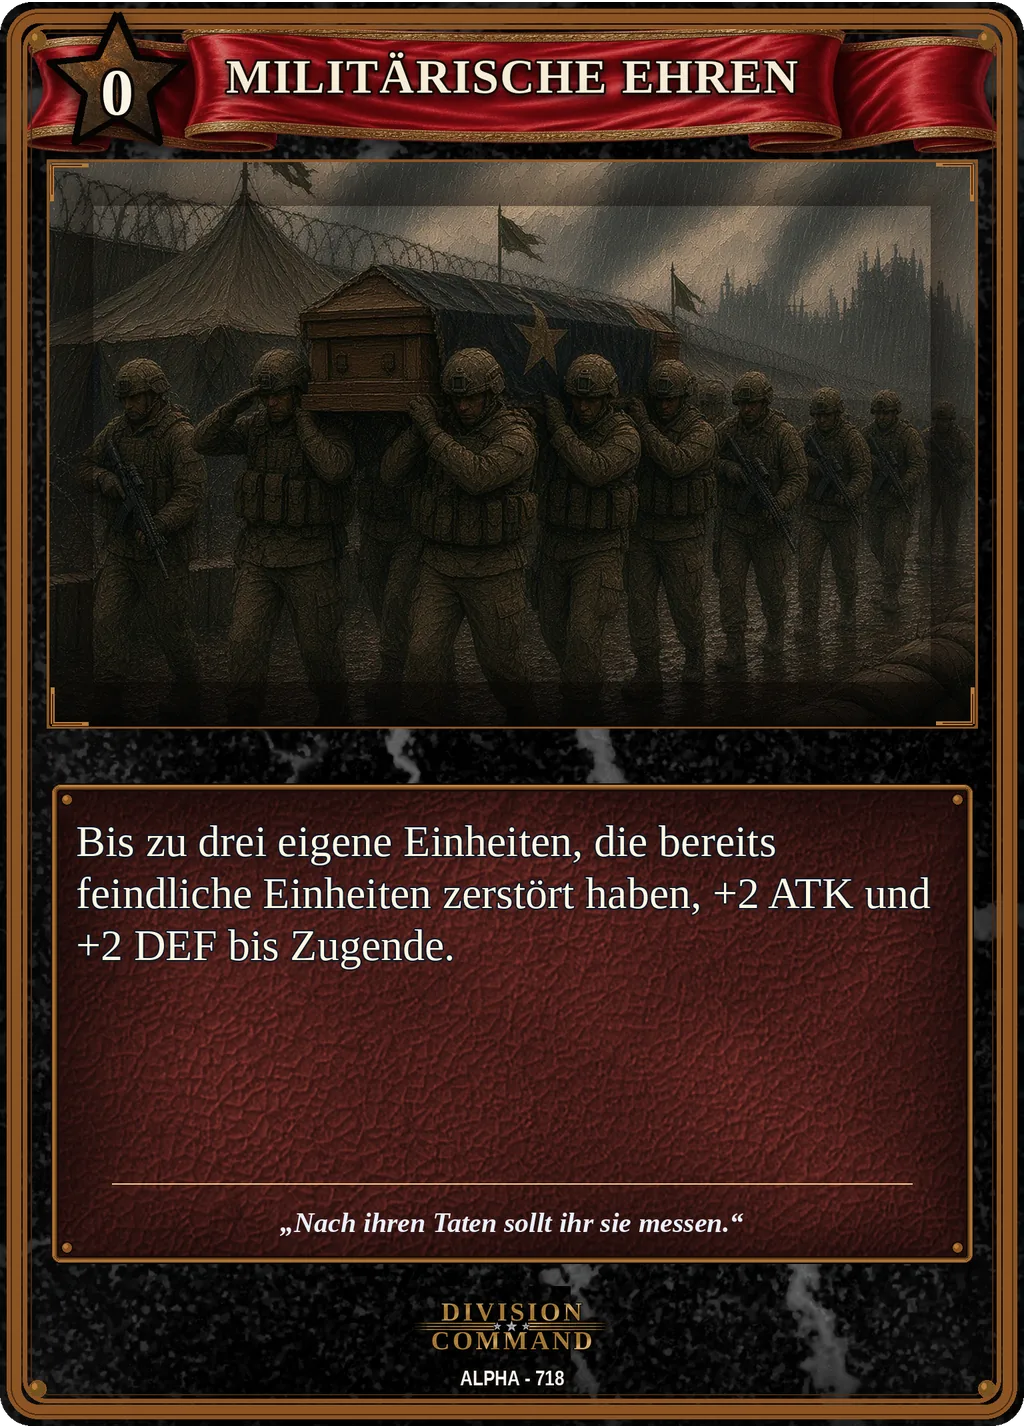 0
MILITÄRISCHE EHREN
Bis zu drei eigene Einheiten, die bereits
feindliche Einheiten zerstört haben, +2 ATK und
+2 DEF bis Zugende.
„Nach ihren Taten sollt ihr sie messen.“
DIVISION
COMMAND
ALPHA - 718